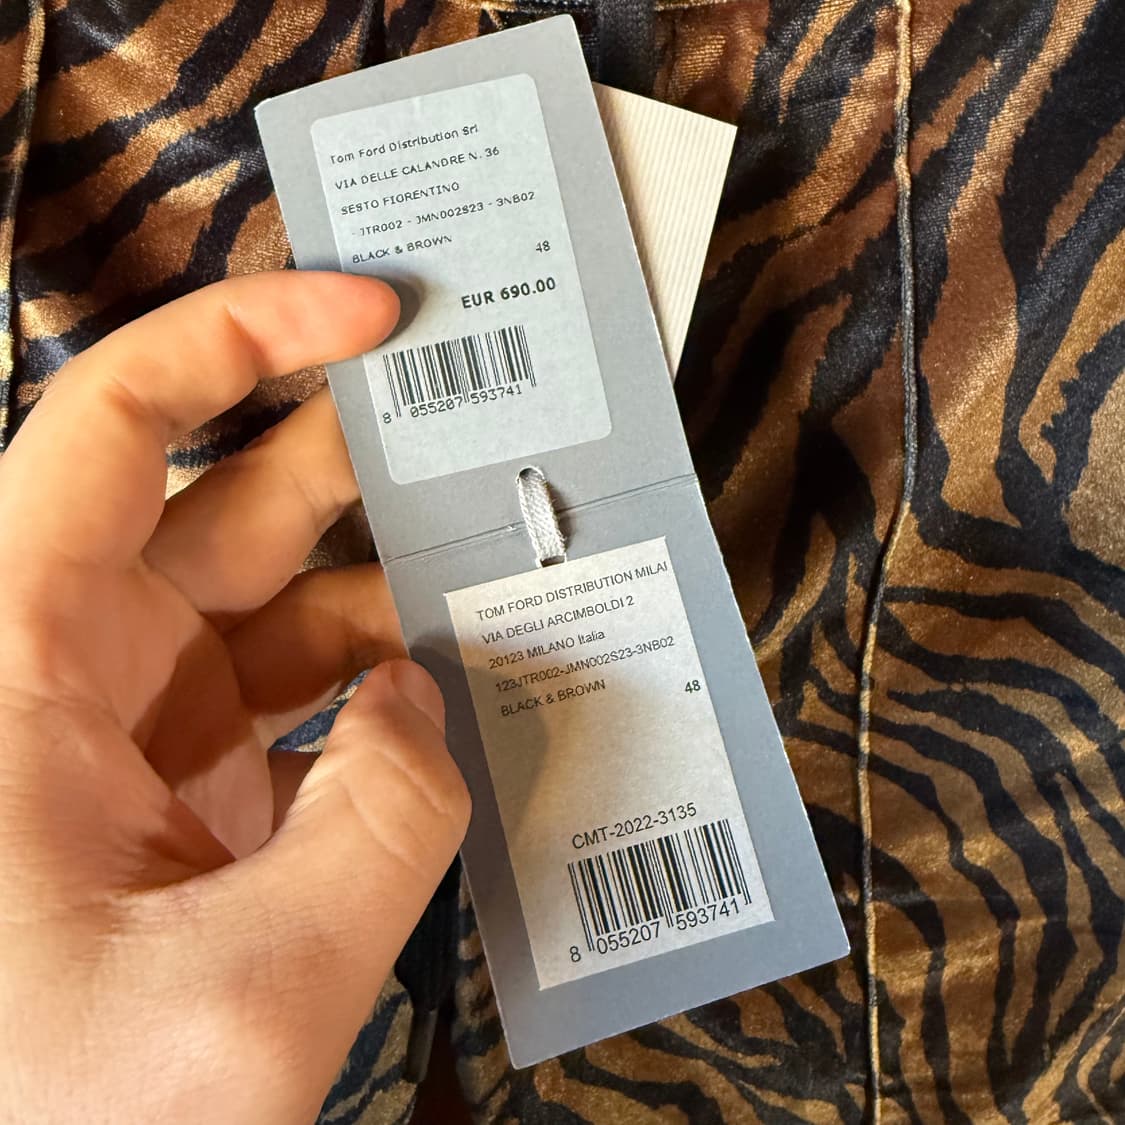 Tom Ford Distribution Srl
VIA DELLE CALANDRE N. 36
SESTO FIORENTINO
- JTR002 - JMN002S23 - 3NB02
BLACK & BROWN 48
EUR 690.00
8 055207 593741
TOM FORD DISTRIBUTION MILAI
VIA DEGLI ARCIMBOLDI 2
20123 MILANO Italia
123JTR002-JMN002S23-3NB02
BLACK & BROWN 48
CMT-2022-3135
8 055207 593741